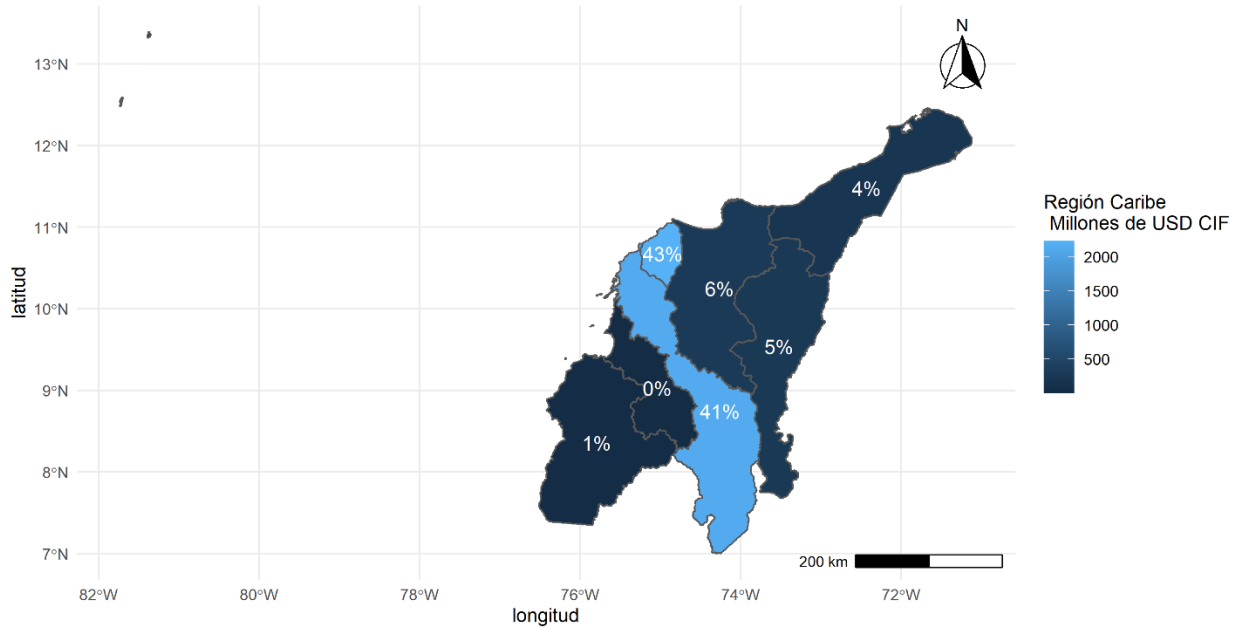 N
13°N
12°N
11°N
10°N
9°N
8°N
7°N
latitud
4%
43%
6%
5%
0%
41%
1%
200 km
82°W
80°W
78°W
76°W
74°W
72°W
longitud
Región Caribe
Millones de USD CIF
2000
1500
1000
500